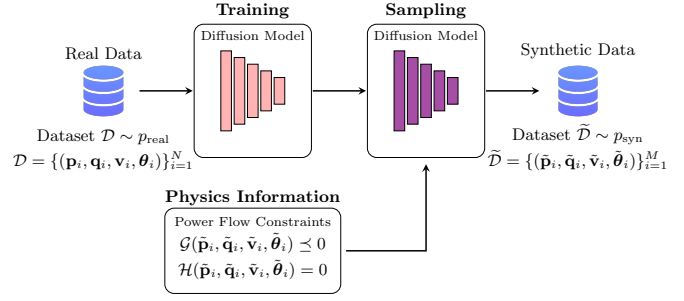 Training
Sampling
Diffusion Model
Diffusion Model
Real Data
Synthetic Data
Dataset 𝒟 ∼ p_real
𝒟 = {(𝐩_i, 𝐪_i, 𝐯_i, 𝜽_i)}_{i=1}^N
Dataset 𝒟̃ ∼ p_syn
𝒟̃ = {(𝐩̃_i, 𝐪̃_i, 𝐯̃_i, 𝜽̃_i)}_{i=1}^M
Physics Information
Power Flow Constraints
𝒢(𝐩̃_i, 𝐪̃_i, 𝐯̃_i, 𝜽̃_i) ⪯ 0
ℋ(𝐩̃_i, 𝐪̃_i, 𝐯̃_i, 𝜽̃_i) = 0